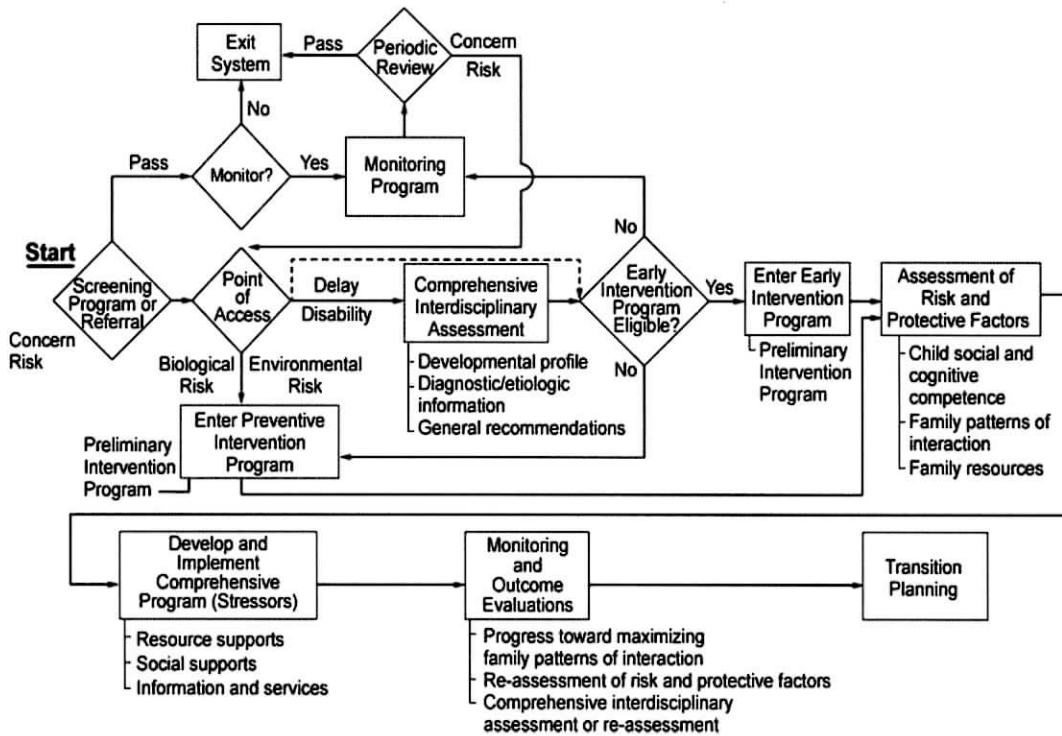 Exit
System
Pass
Periodic
Review
Concern
Risk
No
Pass
Monitor?
Yes
Monitoring
Program
Start
Screening
Program or
Referral
Concern
Risk
Point
of
Access
Delay
Disability
Biological
Risk
Environmental
Risk
Comprehensive
Interdisciplinary
Assessment
- Developmental profile
- Diagnostic/etiologic
information
- General recommendations
No
Early
Intervention
Program
Eligible?
Yes
No
Enter Early
Intervention
Program
- Preliminary
Intervention
Program
Assessment of
Risk and
Protective Factors
- Child social and
cognitive
competence
- Family patterns of
interaction
- Family resources
Enter Preventive
Intervention
Program
Preliminary
Intervention
Program
Develop and
Implement
Comprehensive
Program (Stressors)
- Resource supports
- Social supports
- Information and services
Monitoring
and
Outcome
Evaluations
- Progress toward maximizing
family patterns of interaction
- Re-assessment of risk and protective factors
- Comprehensive interdisciplinary
assessment or re-assessment
Transition
Planning